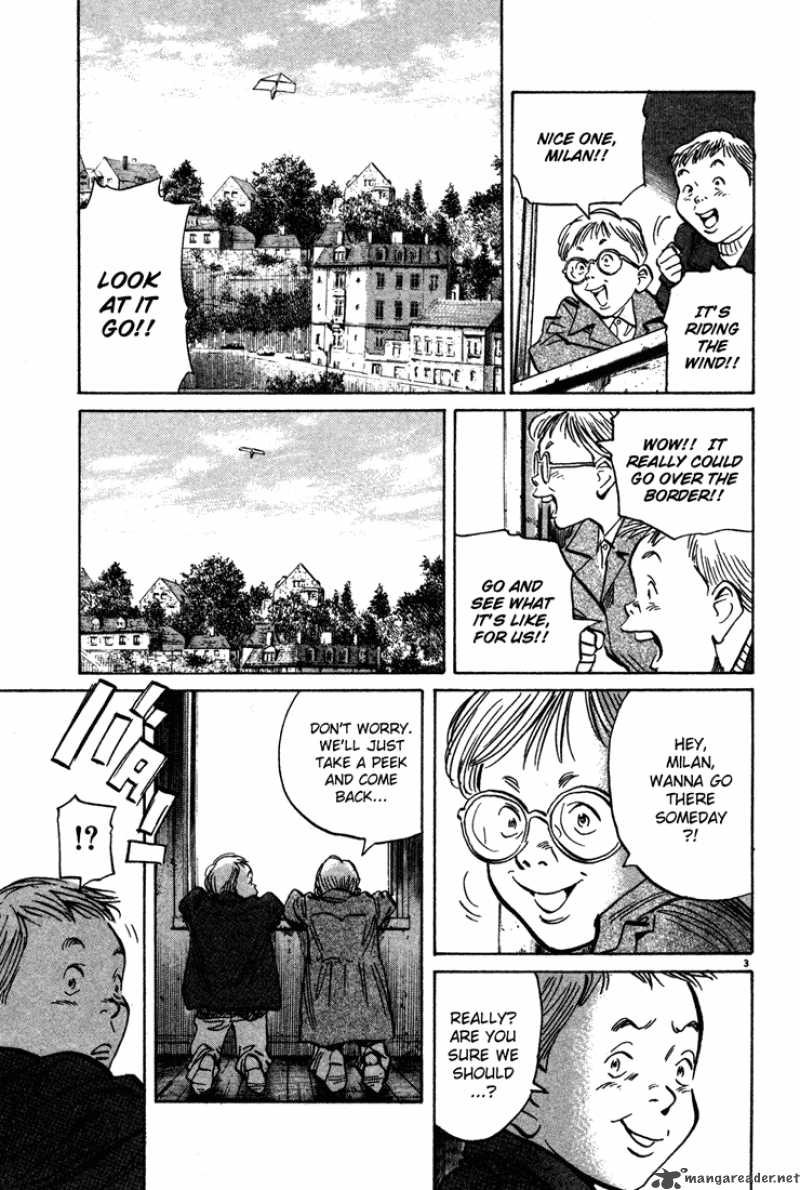 NICE ONE,
MILAN!!
IT'S
RIDING
THE
WIND!!
LOOK
AT IT
GO!!
WOW!! IT
REALLY COULD
GO OVER THE
BORDER!!
GO AND
SEE WHAT
IT'S LIKE,
FOR US!!
HEY,
MILAN,
WANNA GO
THERE
SOMEDAY
?!
3
REALLY?
ARE YOU
SURE WE
SHOULD
...?
DON'T WORRY.
WE'LL JUST
TAKE A PEEK
AND COME
BACK...
!?
mangareader.net